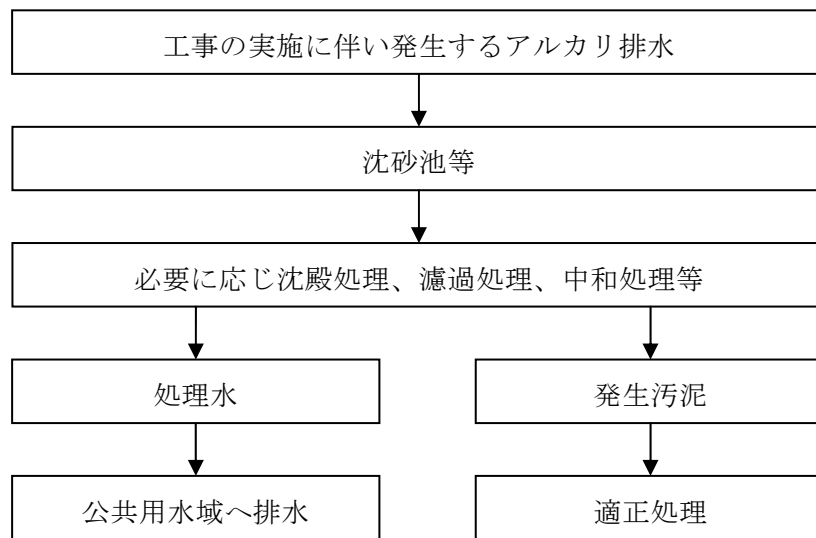 工事の実施に伴い発生するアルカリ排水
沈砂池等
必要に応じ沈殿処理、濾過処理、中和処理等
処理水
発生汚泥
公共用水域へ排水
適正処理